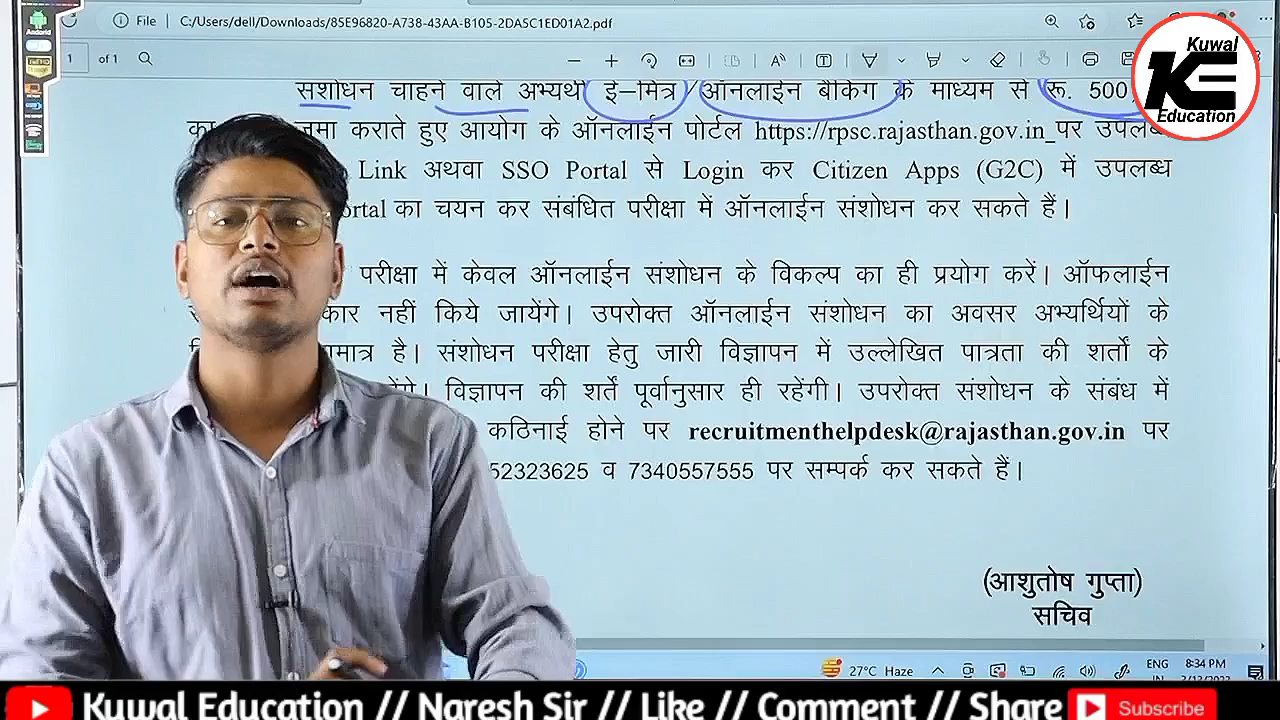 File C:/Users/dell/Downloads/85E96820-A738-43AA-B105-2DA5C1ED01A2.pdf
Android
1 of 1
Kuwal
KE
Education
संशोधन चाहने वाले अभ्यर्थी ई–मित्र / ऑनलाईन बैंकिंग के माध्यम से रू. 500
का जमा कराते हुए आयोग के ऑनलाईन पोर्टल https://rpsc.rajasthan.gov.in_पर उपलब्ध
Link अथवा SSO Portal से Login कर Citizen Apps (G2C) में उपलब्ध
का चयन कर संबंधित परीक्षा में ऑनलाईन संशोधन कर सकते हैं।
परीक्षा में केवल ऑनलाईन संशोधन के विकल्प का ही प्रयोग करें। ऑफलाईन
नहीं किये जायेंगे। उपरोक्त ऑनलाईन संशोधन का अवसर अभ्यर्थियों के
है। संशोधन परीक्षा हेतु जारी विज्ञापन में उल्लेखित पात्रता की शर्तों के
विज्ञापन की शर्तें पूर्वानुसार ही रहेंगी। उपरोक्त संशोधन के संबंध में
कठिनाई होने पर recruitmenthelpdesk@rajasthan.gov.in पर
52323625 व 7340557555 पर सम्पर्क कर सकते हैं।
(आशुतोष गुप्ता)
सचिव
27°C Haze ENG 8:34 PM
Kuwal Education // Naresh Sir // Like // Comment // Share Subscribe